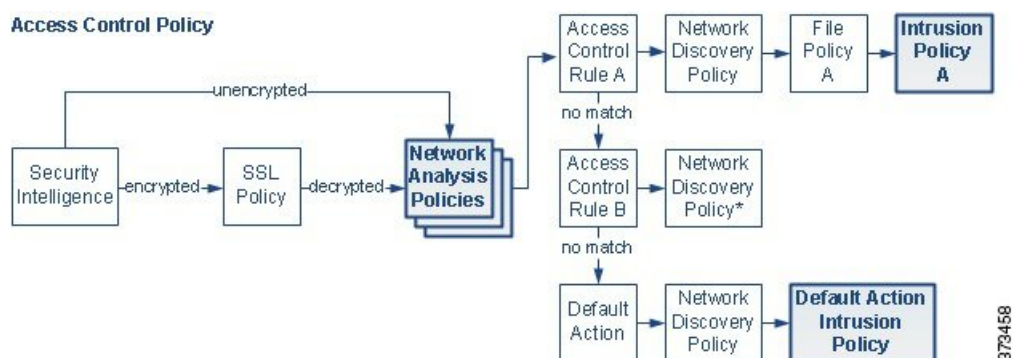 Access Control Policy
unencrypted
Security
Intelligence
encrypted
SSL
Policy
decrypted
Network
Analysis
Policies
Access
Control
Rule A
Network
Discovery
Policy
File
Policy
A
Intrusion
Policy
A
no match
Access
Control
Rule B
Network
Discovery
Policy*
no match
Default
Action
Network
Discovery
Policy
Default Action
Intrusion
Policy
373458